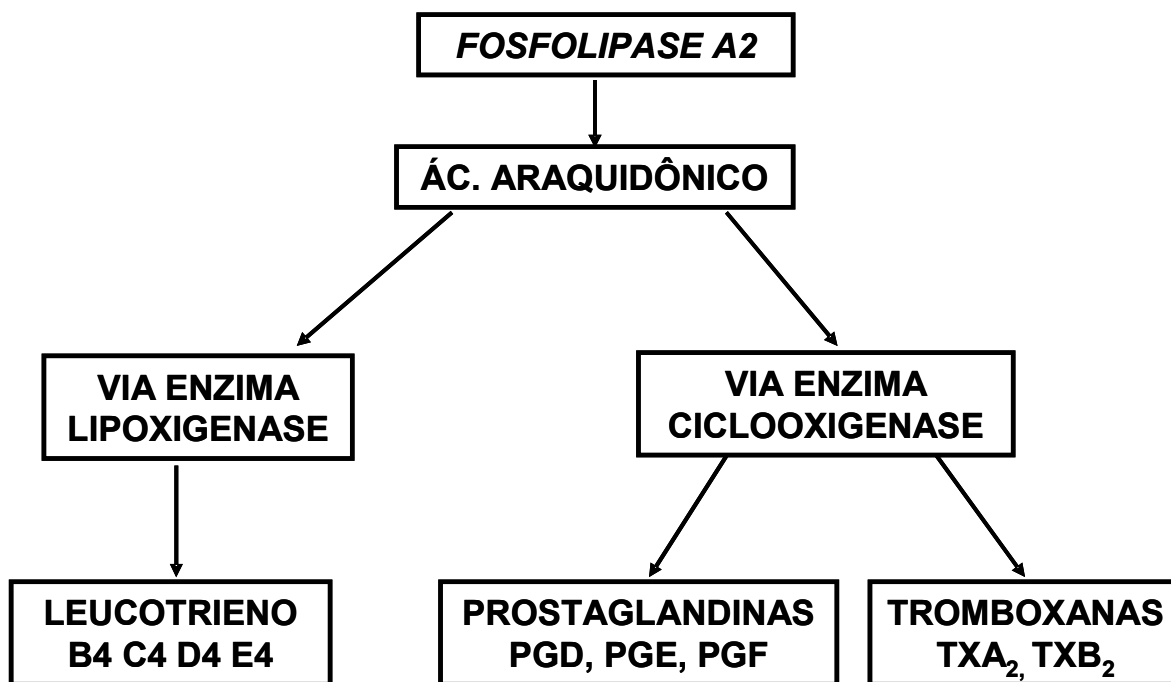 FOSFOLIPASE A2
ÁC. ARAQUIDÔNICO
VIA ENZIMA
LIPOXIGENASE
VIA ENZIMA
CICLOOXIGENASE
LEUCOTRIENO
B4 C4 D4 E4
PROSTAGLANDINAS
PGD, PGE, PGF
TROMBOXANAS
TXA₂, TXB₂